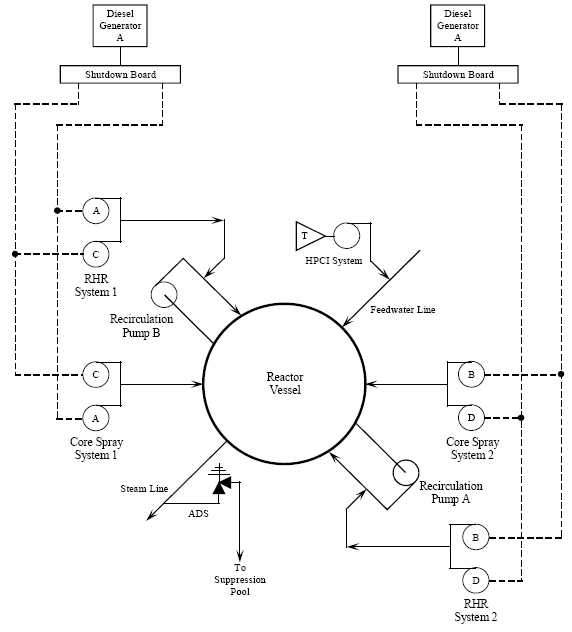 Diesel
Generator
A
Diesel
Generator
A
Shutdown Board
Shutdown Board
A
C
RHR
System 1
T
HPCI System
Feedwater Line
Recirculation
Pump B
Reactor
Vessel
C
A
Core Spray
System 1
B
D
Core Spray
System 2
Steam Line
ADS
To
Suppression
Pool
Recirculation
Pump A
B
D
RHR
System 2